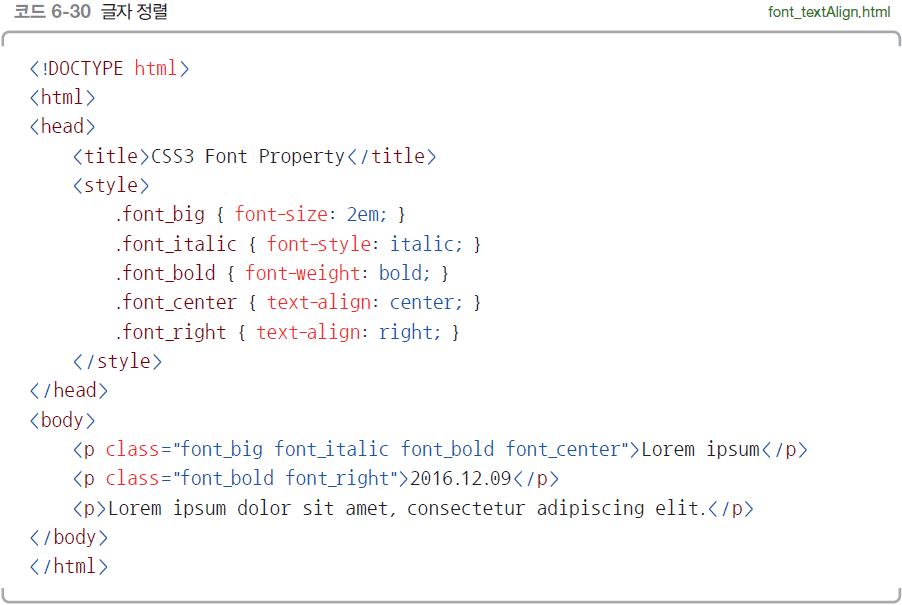 코드 6-30 글자 정렬 font_textAlign.html
<!DOCTYPE html>
<html>
<head>
    <title>CSS3 Font Property</title>
    <style>
        .font_big { font-size: 2em; }
        .font_italic { font-style: italic; }
        .font_bold { font-weight: bold; }
        .font_center { text-align: center; }
        .font_right { text-align: right; }
    </style>
</head>
<body>
    <p class="font_big font_italic font_bold font_center">Lorem ipsum</p>
    <p class="font_bold font_right">2016.12.09</p>
    <p>Lorem ipsum dolor sit amet, consectetur adipiscing elit.</p>
</body>
</html>